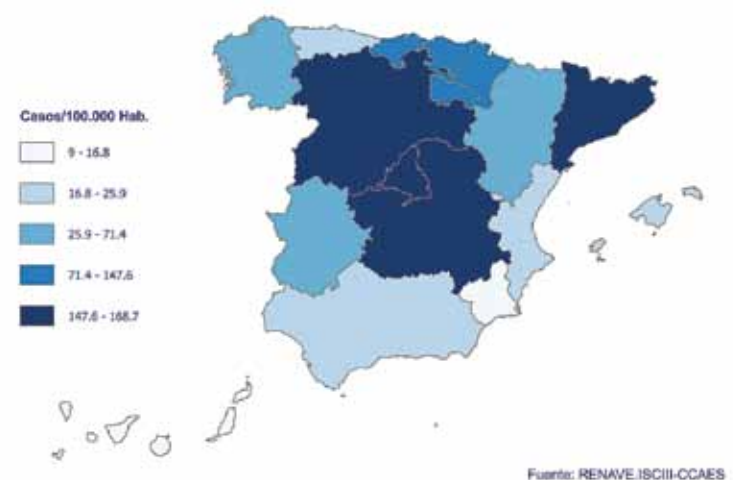 Casos/100.000 Hab.
9 - 16.8
16.8 - 25.9
25.9 - 71.4
71.4 - 147.6
147.6 - 168.7
Fuente: RENAVE.ISCIII-CCAES